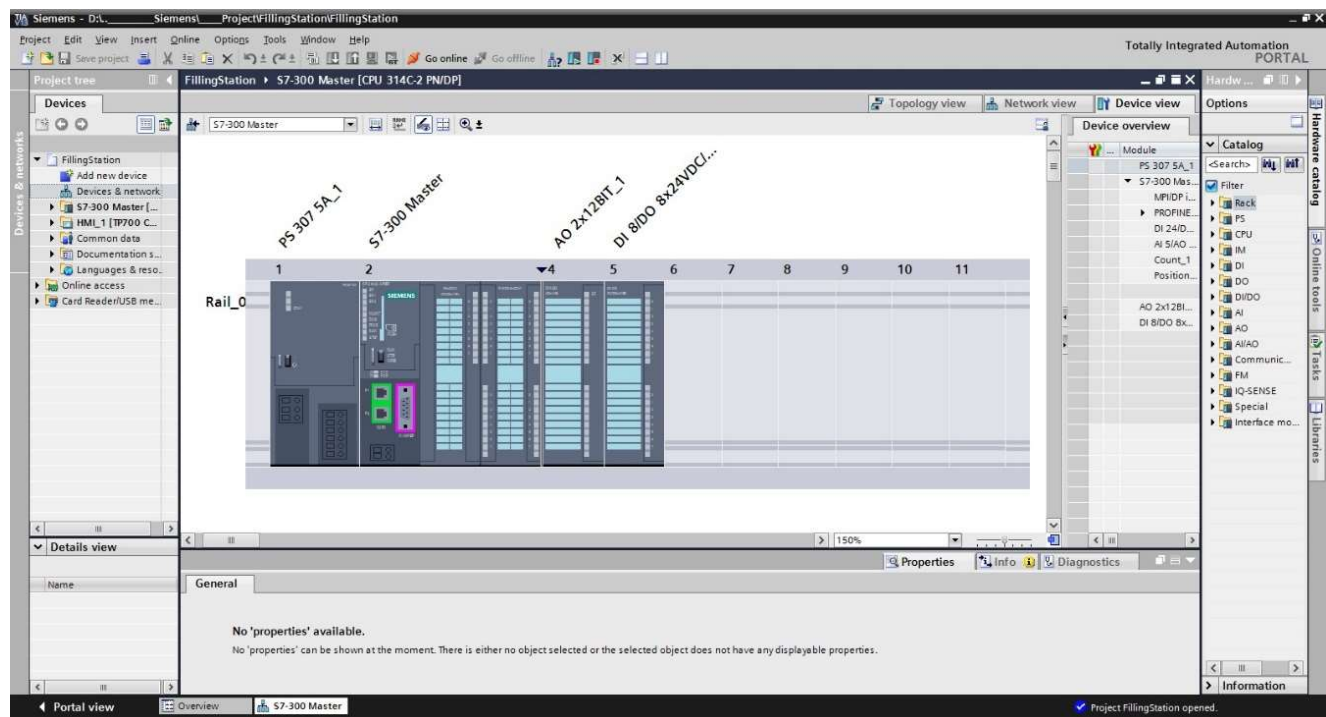 Siemens - D:\.________Siemens\____Project\FillingStation\FillingStation
Project Edit View Insert Online Options Tools Window Help
Totally Integrated Automation
PORTAL
Save project
Go online
Go offline
Project tree
FillingStation
S7-300 Master [CPU 314C-2 PN/DP]
Hardw...
Devices
Topology view
Network view
Device view
Options
S7-300 Master
Device overview
FillingStation
Add new device
Devices & network
S7-300 Master [...
HMI_1 [TP700 C...
Common data
Documentation s...
Languages & reso..
Online access
Card Reader/USB me...
Devices & networks
PS 307 5A_1
S7-300 Master
AO 2x12BIT_1
DI 8/DO 8x24VDC/...
1 2 4 5 6 7 8 9 10 11
Rail_0
SIEMENS
... Module
PS 307 5A_1
S7-300 Mas...
MPI/DP i...
PROFINE...
DI 24/D...
AI 5/AO ...
Count_1
Position...
AO 2x12BI...
DI 8/DO 8x...
Catalog
<Search>
Filter
Rack
PS
CPU
IM
DI
DO
DI/DO
AI
AO
AI/AO
Communic...
FM
IQ-SENSE
Special
Interface mo...
Hardware catalog
Online tools
Tasks
Libraries
150%
Details view
Name
Properties
Info
Diagnostics
General
No 'properties' available.
No 'properties' can be shown at the moment. There is either no object selected or the selected object does not have any displayable properties.
Information
Portal view
Overview
S7-300 Master
Project FillingStation opened.